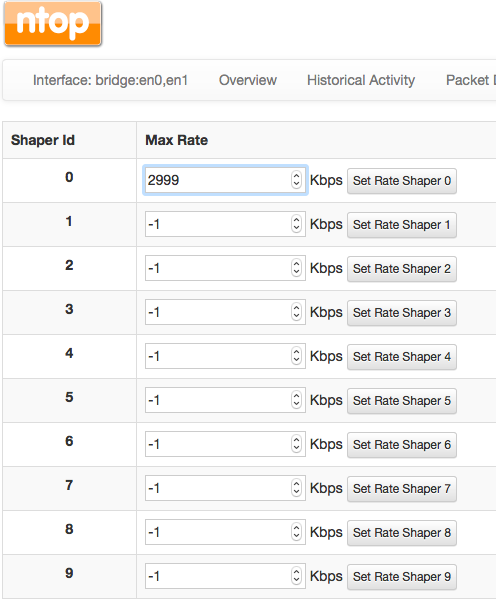 ntop
Interface: bridge:en0,en1 Overview Historical Activity Packet D
Shaper Id Max Rate
0 2999 Kbps Set Rate Shaper 0
1 -1 Kbps Set Rate Shaper 1
2 -1 Kbps Set Rate Shaper 2
3 -1 Kbps Set Rate Shaper 3
4 -1 Kbps Set Rate Shaper 4
5 -1 Kbps Set Rate Shaper 5
6 -1 Kbps Set Rate Shaper 6
7 -1 Kbps Set Rate Shaper 7
8 -1 Kbps Set Rate Shaper 8
9 -1 Kbps Set Rate Shaper 9